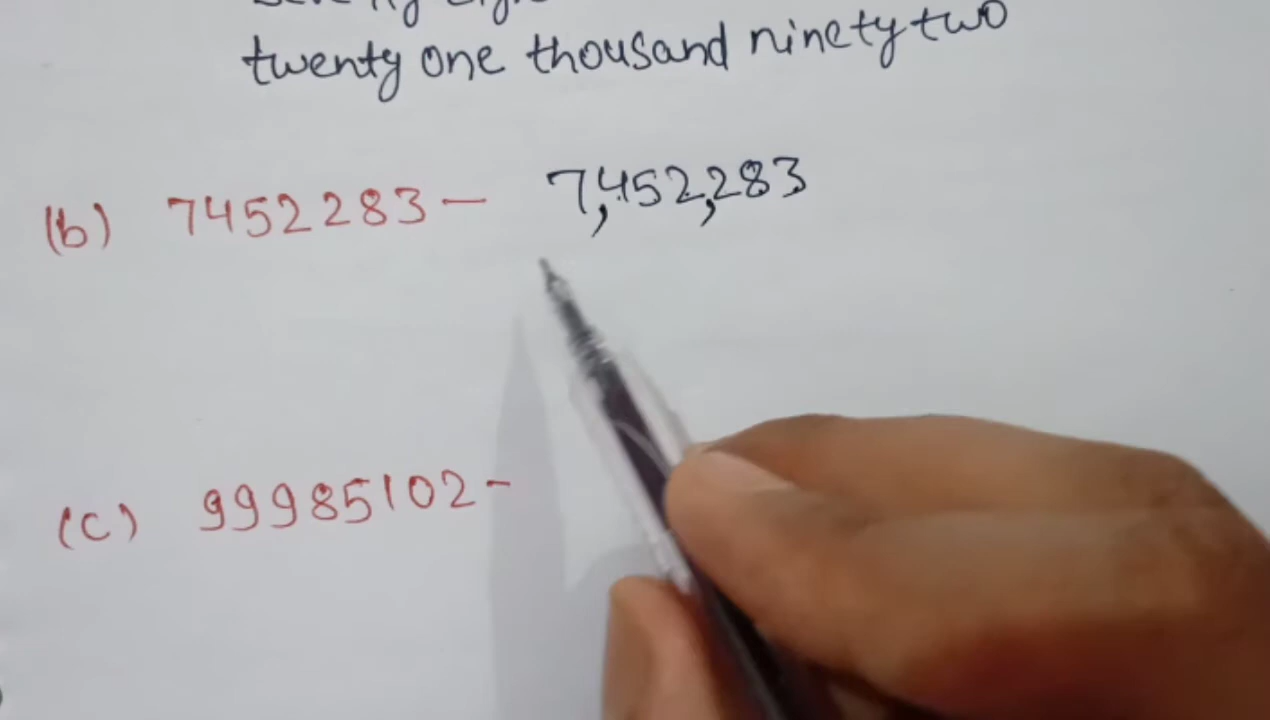 twenty one thousand ninety two
(b) 7452283 - 7,452,283
(c) 99985102 -